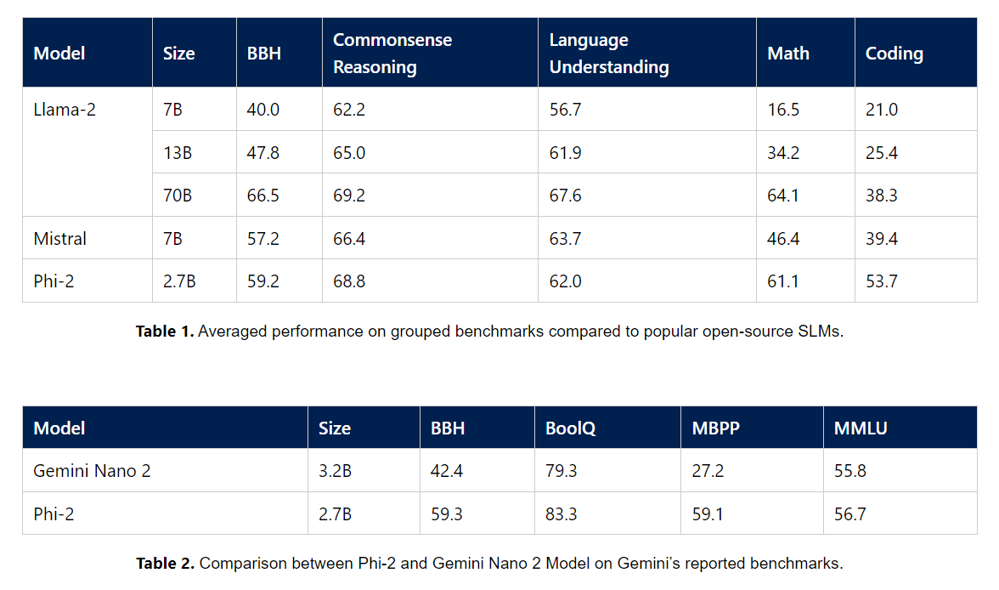 Model Size BBH Commonsense Reasoning Language Understanding Math Coding
Llama-2 7B 40.0 62.2 56.7 16.5 21.0
13B 47.8 65.0 61.9 34.2 25.4
70B 66.5 69.2 67.6 64.1 38.3
Mistral 7B 57.2 66.4 63.7 46.4 39.4
Phi-2 2.7B 59.2 68.8 62.0 61.1 53.7
Table 1. Averaged performance on grouped benchmarks compared to popular open-source SLMs.
Model Size BBH BoolQ MBPP MMLU
Gemini Nano 2 3.2B 42.4 79.3 27.2 55.8
Phi-2 2.7B 59.3 83.3 59.1 56.7
Table 2. Comparison between Phi-2 and Gemini Nano 2 Model on Gemini’s reported benchmarks.